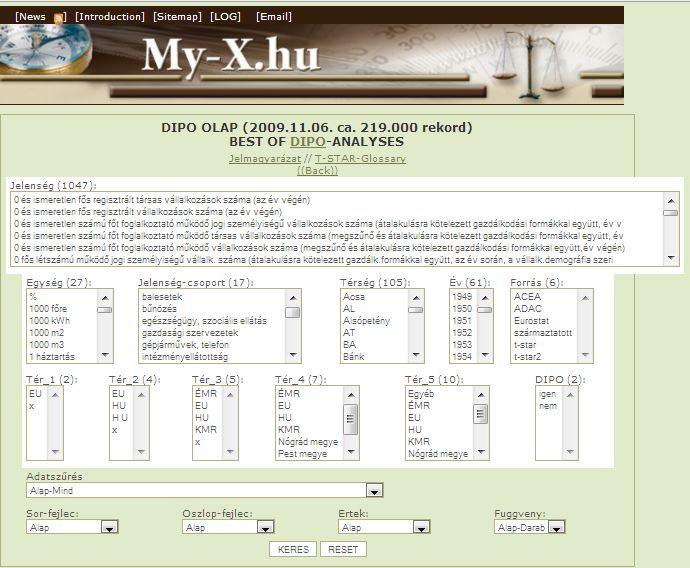 [News ] [Introduction] [Sitemap] [LOG] [Email]
My-X.hu
DIPO OLAP (2009.11.06. ca. 219.000 rekord)
BEST OF DIPO-ANALYSES
Jelmagyarázat // T-STAR-Glossary
((Back))
Jelenség (1047):
0 és ismeretlen fős regisztrált társas vállalkozások száma (az év végén)
0 és ismeretlen fős regisztrált vállalkozások száma (az év végén)
0 és ismeretlen számú főt foglalkoztató működő jogi személyiségű vállalkozások száma (átalakulásra kötelezett gazdálkodási formákkal együtt, év v
0 és ismeretlen számú főt foglalkoztató működő társas vállalkozások száma (megszűnő és átalakulásra kötelezett gazdálkodási formákkal együtt, év
0 és ismeretlen számú főt foglalkoztató működő vállalkozások száma (megszűnő és átalakulásra kötelezett gazdálkodási formákkal együtt,év végén)
0 fős létszámú működő jogi személyiségű vállalk. száma (átalakulásra kötelezett gazdálk.formákkal együtt, az év során, a vállalk.demográfia szeri
Egység (27): Jelenség-csoport (17): Térség (105): Év (61): Forrás (6):
% balesetek Acsa 1949 ACEA
1000 főre bűnözés AL 1950 ADAC
1000 kWh egészségügy, szociális ellátás Alsópetény 1951 Eurostat
1000 m2 gazdasági szervezetek AT 1952 származtatott
1000 m3 gépjárművek, telefon BA 1953 t-star
1 háztartás intézményellátottság Bánk 1954 t-star2
Tér_1 (2): Tér_2 (4): Tér_3 (5): Tér_4 (7): Tér_5 (10): DIPO (2):
EU EU ÉMR ÉMR Egyéb igen
x HU EU EU ÉMR nem
H U HU HU EU
x KMR KMR HU
x Nógrád megye KMR
Pest megye Nógrád megye
Adatszűrés
Alap-Mind
Sor-fejlec: Oszlop-fejlec: Ertek: Fuggveny:
Alap Alap Alap Alap-Darab
KERES RESET